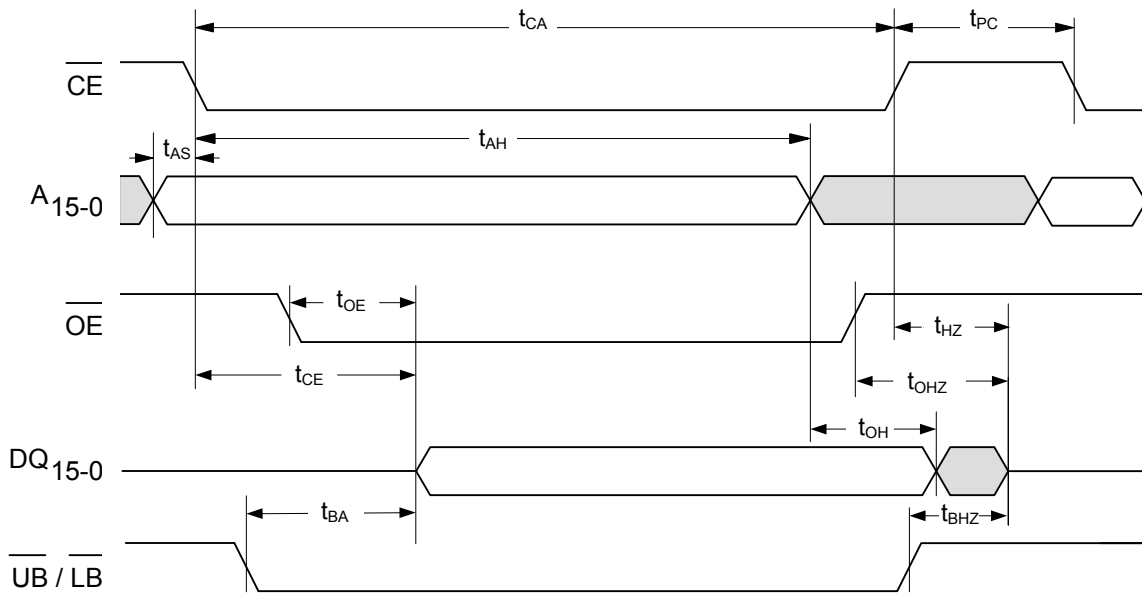 tCA
tPC
CE
tAS
tAH
A15-0
OE
tOE
tHZ
tCE
tOHZ
tOH
DQ15-0
tBA
tBHZ
UB / LB